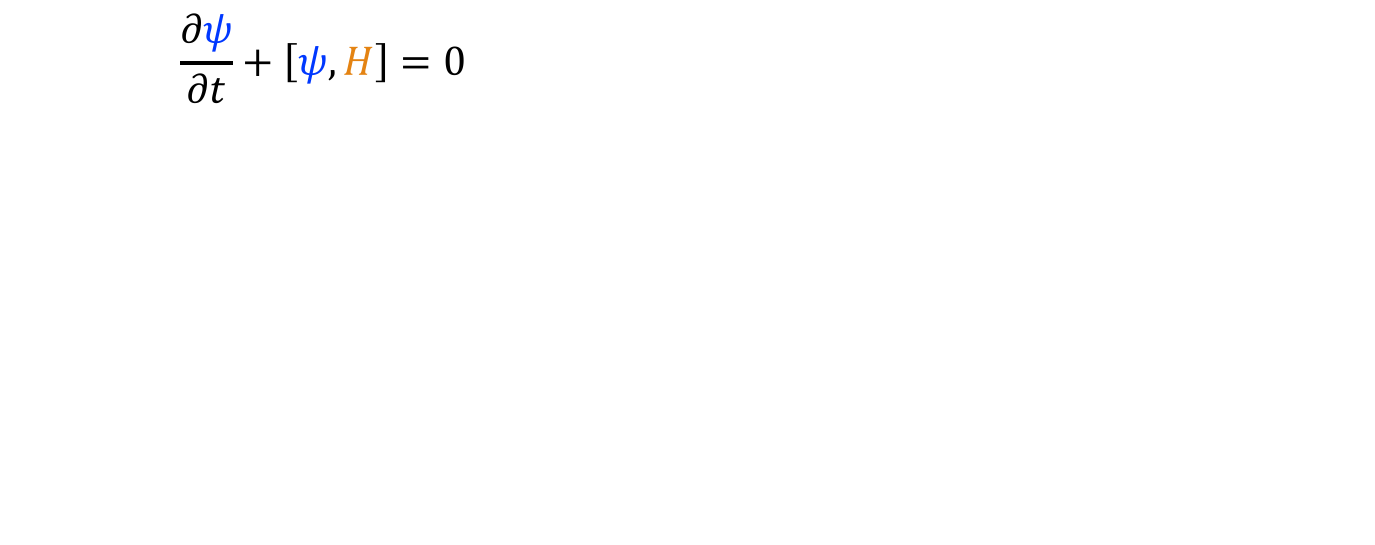 ∂ψ/∂t + [ψ, H] = 0